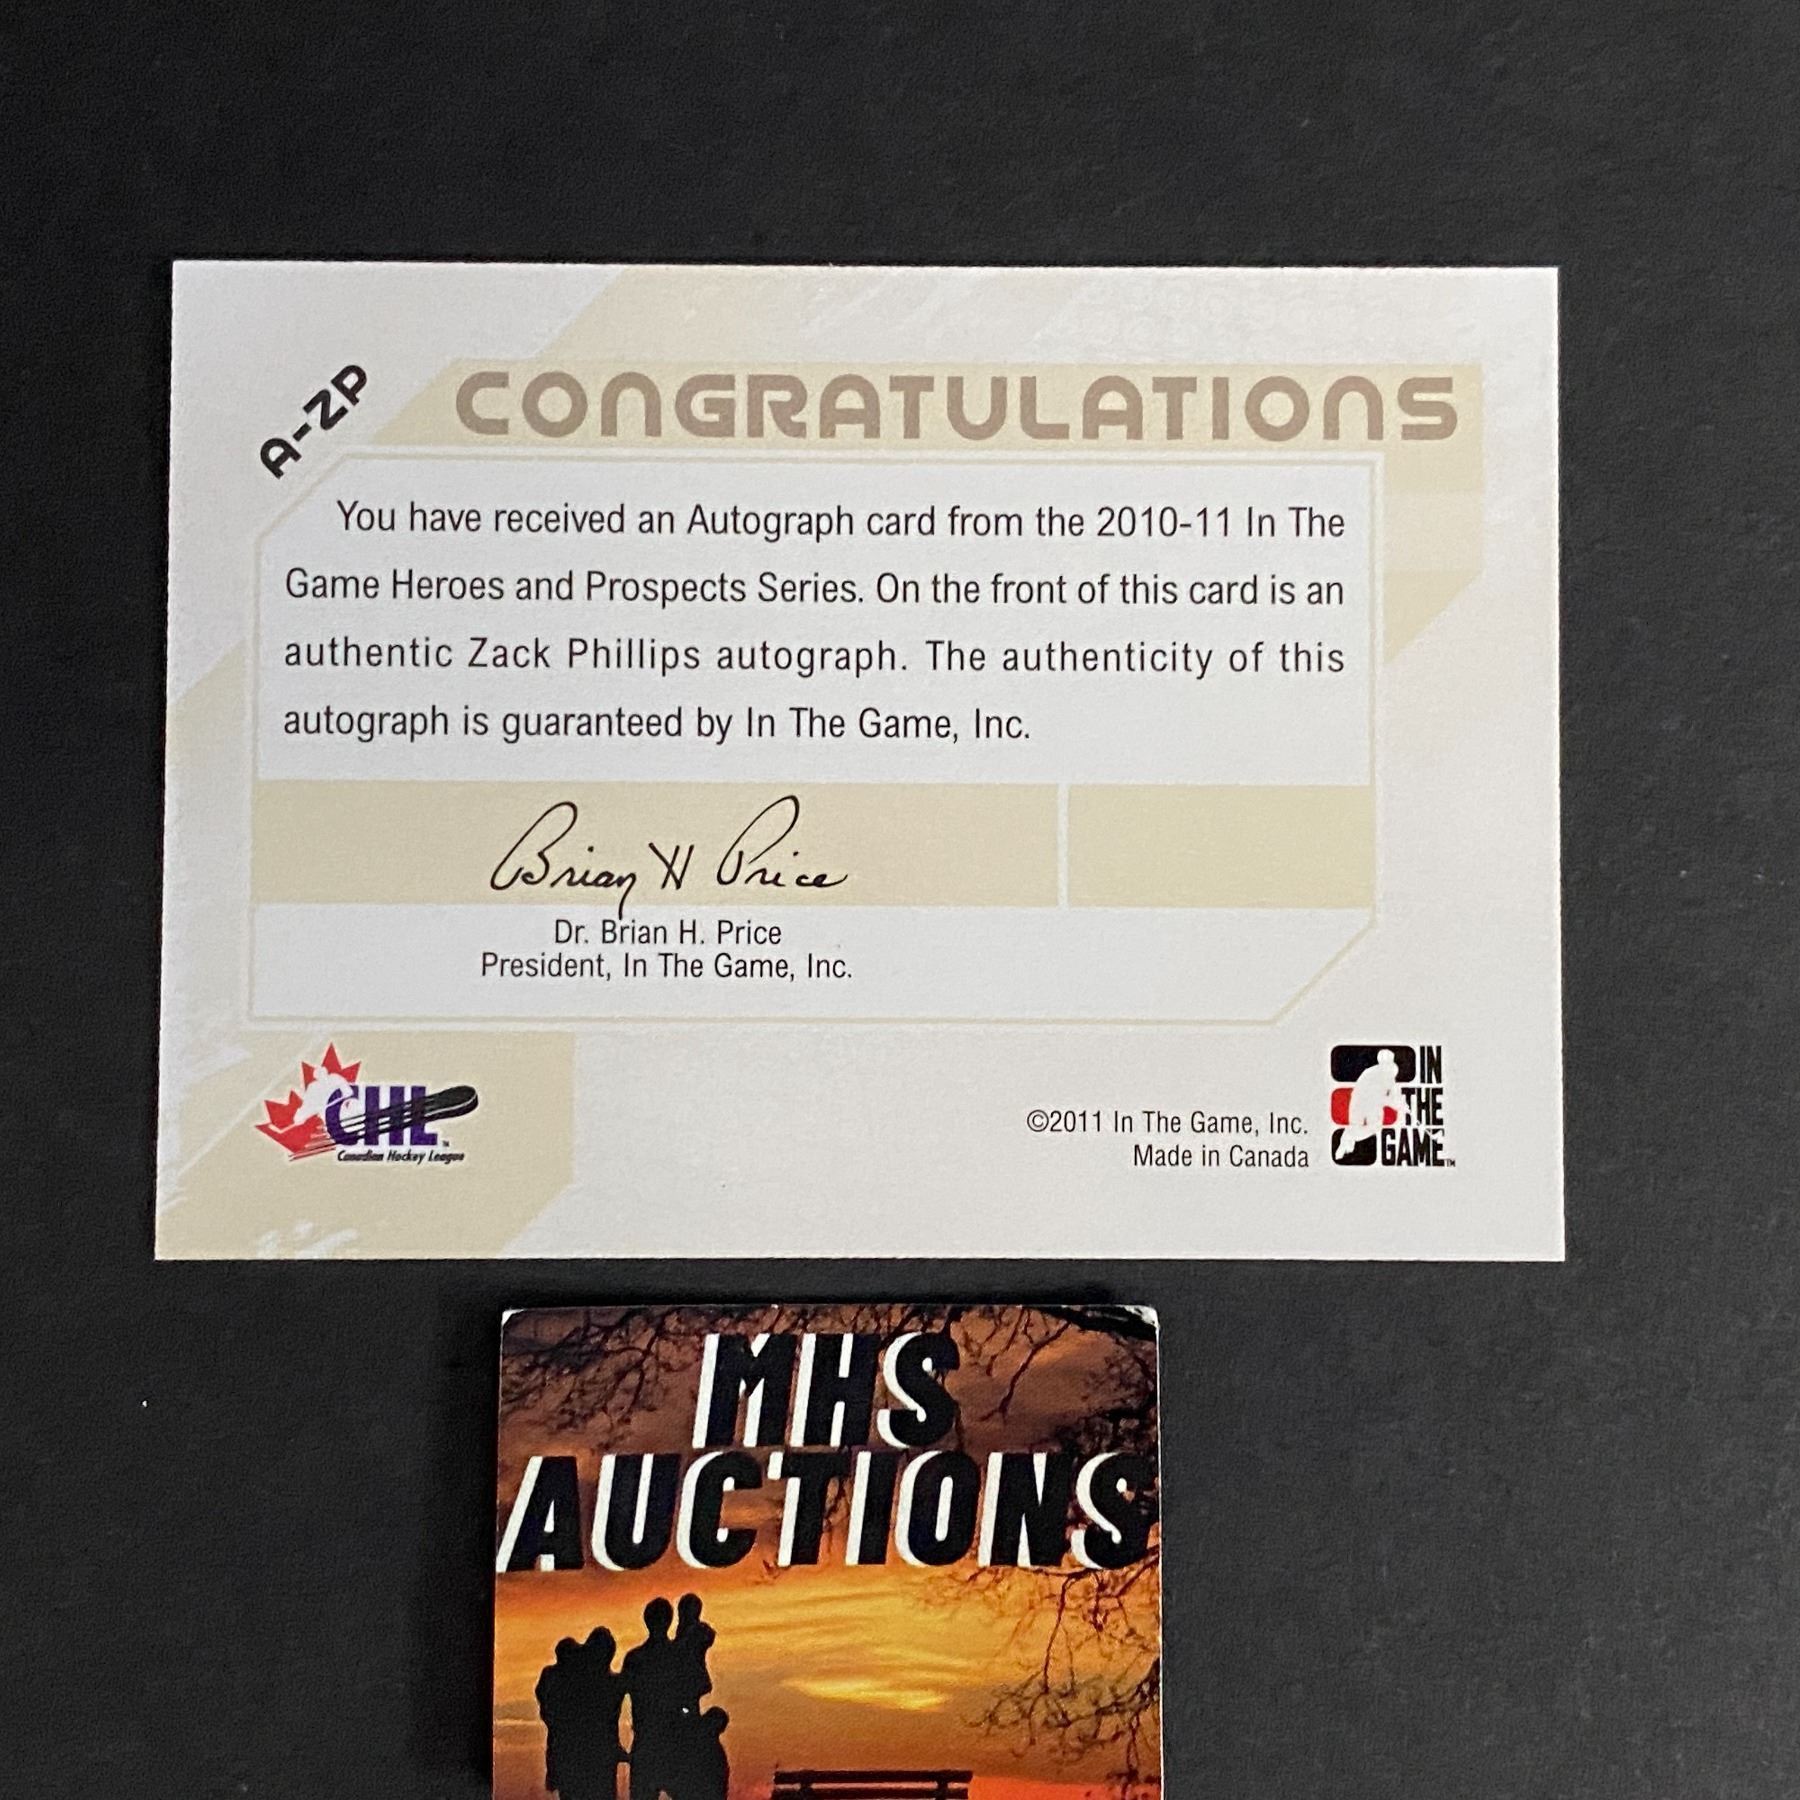 A-ZP
CONGRATULATIONS
You have received an Autograph card from the 2010-11 In The
Game Heroes and Prospects Series. On the front of this card is an
authentic Zack Phillips autograph. The authenticity of this
autograph is guaranteed by In The Game, Inc.
Brian H Price
Dr. Brian H. Price
President, In The Game, Inc.
CHL™
Canadian Hockey League
©2011 In The Game, Inc.
Made in Canada
IN
THE
GAME™
MHS
AUCTIONS